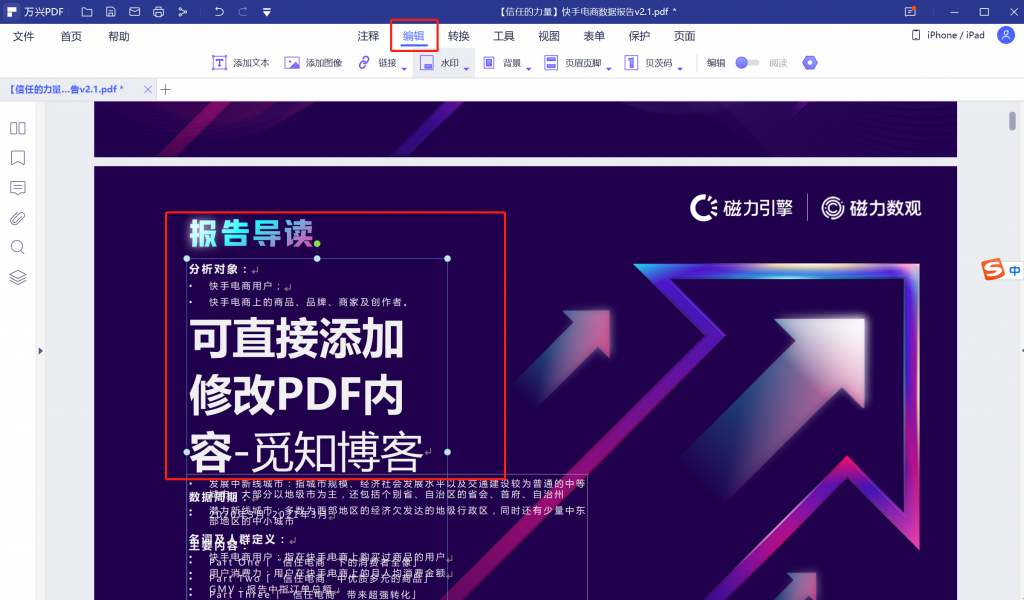 万兴PDF
【信任的力量】快手电商数据报告v2.1.pdf *
文件 首页 帮助 注释 编辑 转换 工具 视图 表单 保护 页面 iPhone / iPad
添加文本 添加图像 链接 水印 背景 页眉页脚 贝茨码 编辑 阅读
【信任的力量...告v2.1.pdf *
磁力引擎 磁力数观
报告导读
分析对象：
• 快手电商用户；
• 快手电商上的商品、品牌、商家及创作者。
可直接添加
修改PDF内
容-觅知博客
• 发展中新线城市：指城市规模、经济社会发展水平以及交通建设较为普通的中等
大部分以地级市为主，还包括个别省、自治区的省会、首府、自治州
数据周期：
• 潜力新线城市：多数为西部地区的经济欠发达的地级行政区，同时还有少量中东
部地区的中小城市
名词及人群定义：
主要内容：
• 快手电商用户：指在快手电商上购买过商品的用户
• Part One「 信任电商 下的消费者全像」
• 用户消费力：用户在快手电商上的月人均消费金额
• Part Two「 信任电商 中优质多元的商品」
• GMV：报告中指订单总额
• Part Three「 信任电商 带来超强转化」
S中